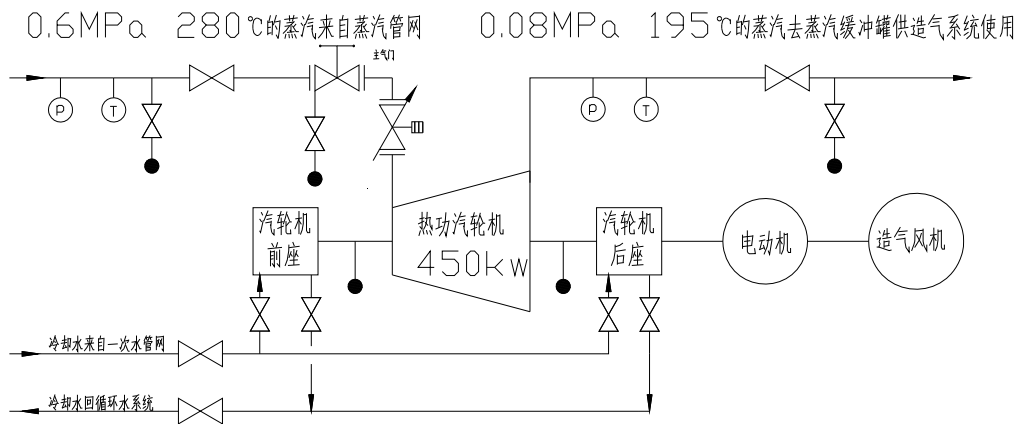 0.6MPa 280℃的蒸汽来自蒸汽管网
0.08MPa 195℃的蒸汽去蒸汽缓冲罐供造气系统使用
主气门
P
T
P
T
汽轮机
前座
热功汽轮机
450kw
汽轮机
后座
电动机
造气风机
冷却水来自一次水管网
冷却水回循环水系统